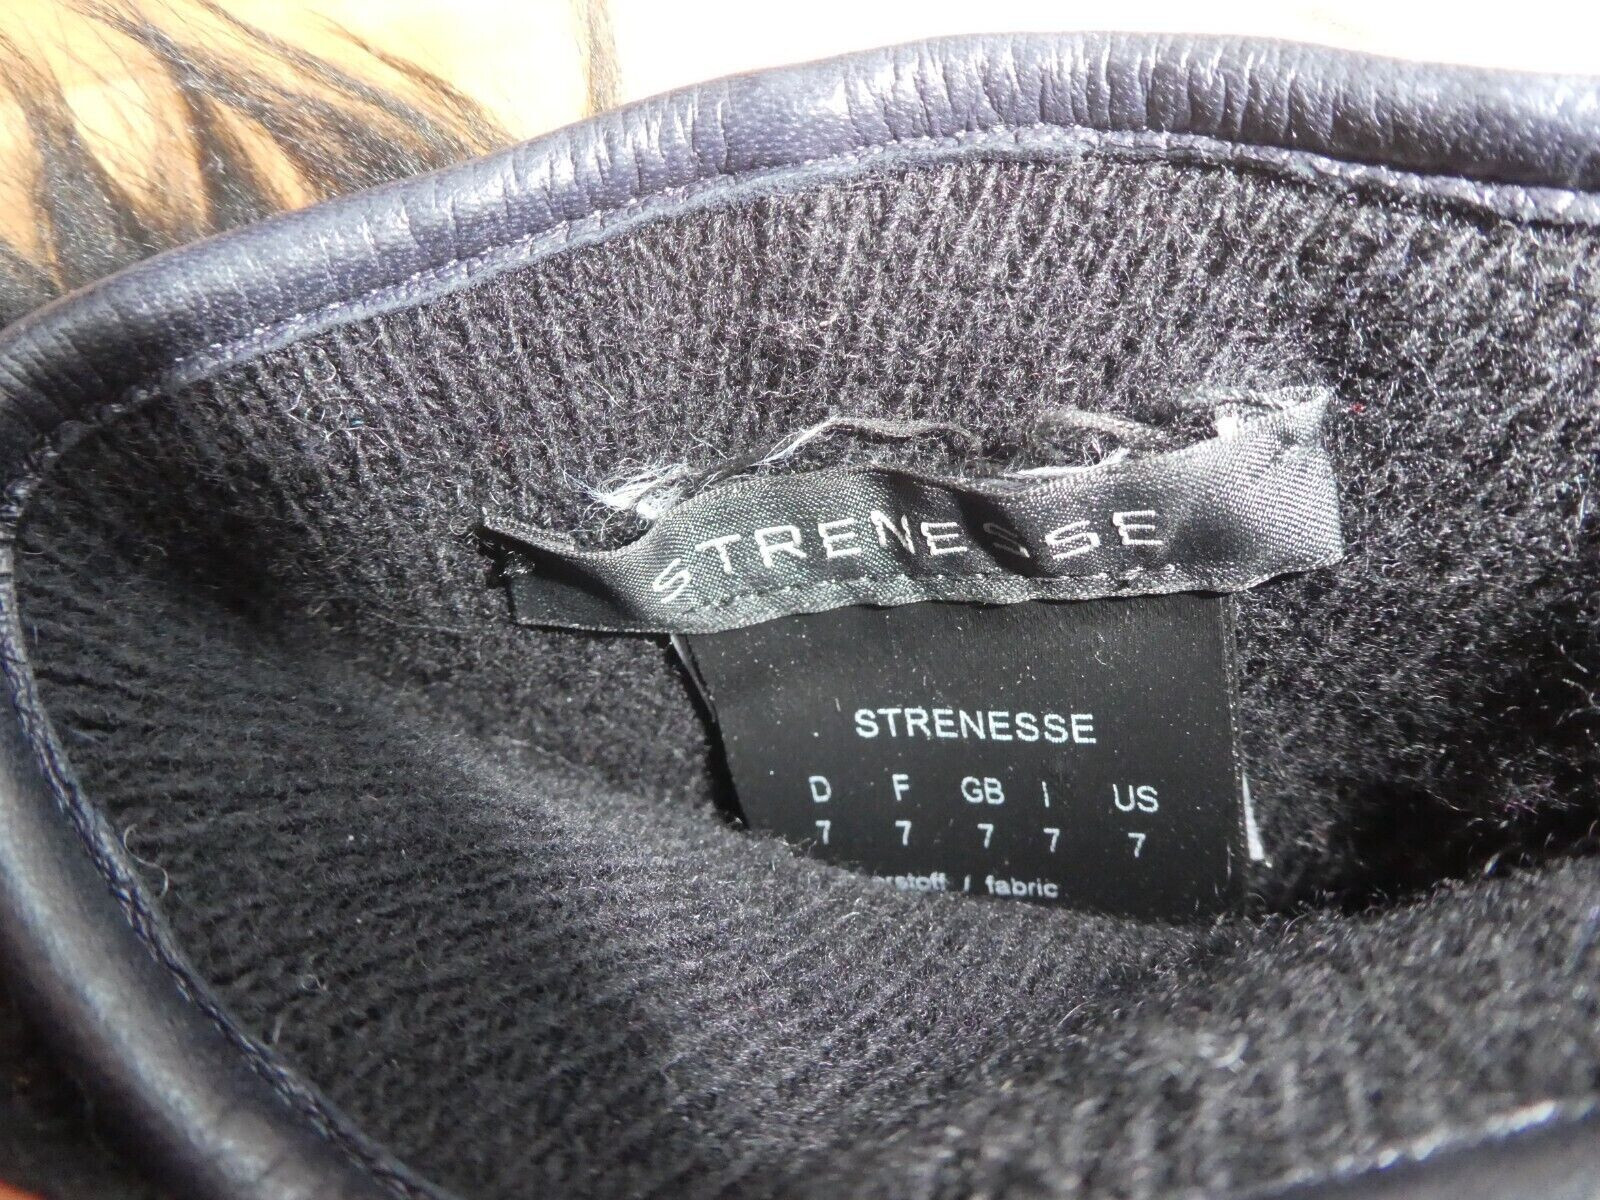 STRENESSE
STRENESSE
D F GB I US
7 7 7 7 7
/ fabric